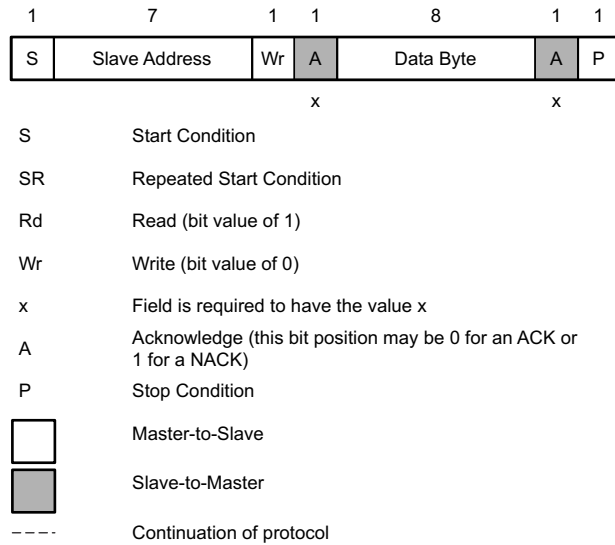 1 7 1 1 8 1 1
S Slave Address Wr A Data Byte A P
x x
S Start Condition
SR Repeated Start Condition
Rd Read (bit value of 1)
Wr Write (bit value of 0)
x Field is required to have the value x
A Acknowledge (this bit position may be 0 for an ACK or
1 for a NACK)
P Stop Condition
Master-to-Slave
Slave-to-Master
Continuation of protocol